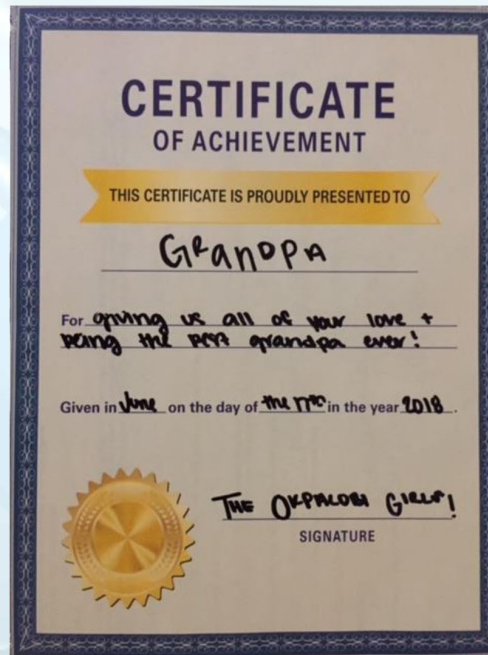 CERTIFICATE
OF ACHIEVEMENT
THIS CERTIFICATE IS PROUDLY PRESENTED TO
GRANDPA
For giving us all of your love +
being the best grandpa ever!
Given in June on the day of the 17th in the year 2018.
THE GIRLS!
SIGNATURE